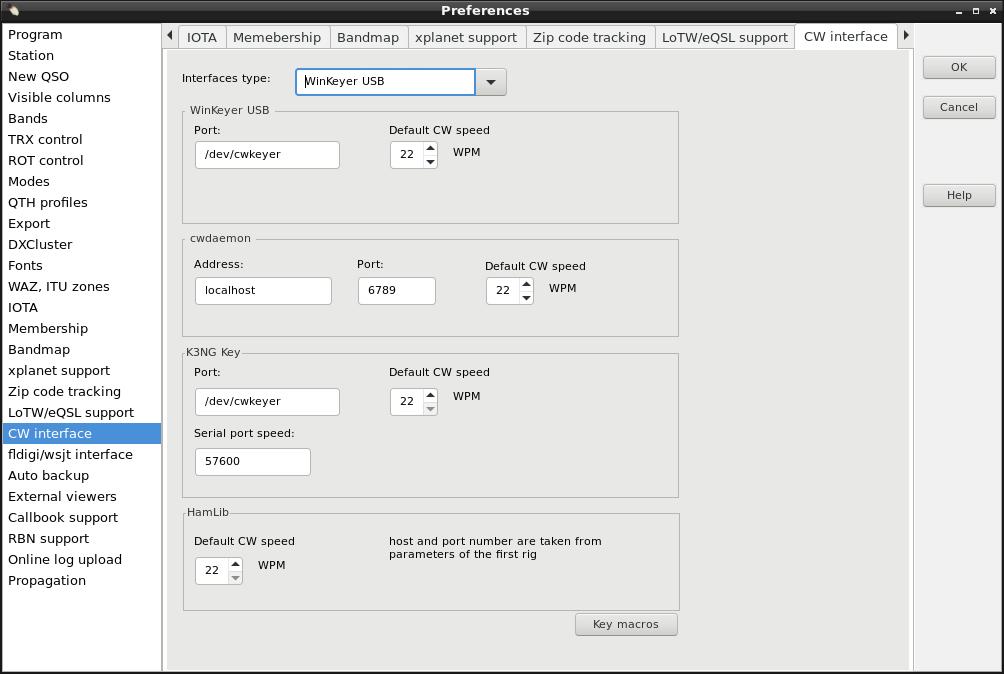 Preferences
Program
Station
New QSO
Visible columns
Bands
TRX control
ROT control
Modes
QTH profiles
Export
DXCluster
Fonts
WAZ, ITU zones
IOTA
Membership
Bandmap
xplanet support
Zip code tracking
LoTW/eQSL support
CW interface
fldigi/wsjt interface
Auto backup
External viewers
Callbook support
RBN support
Online log upload
Propagation
IOTA Memebership Bandmap xplanet support Zip code tracking LoTW/eQSL support CW interface
Interfaces type: WinKeyer USB
WinKeyer USB
Port: Default CW speed
/dev/cwkeyer 22 WPM
cwdaemon
Address: Port: Default CW speed
localhost 6789 22 WPM
K3NG Key
Port: Default CW speed
/dev/cwkeyer 22 WPM
Serial port speed:
57600
HamLib
Default CW speed
22 WPM
host and port number are taken from
parameters of the first rig
Key macros
OK
Cancel
Help